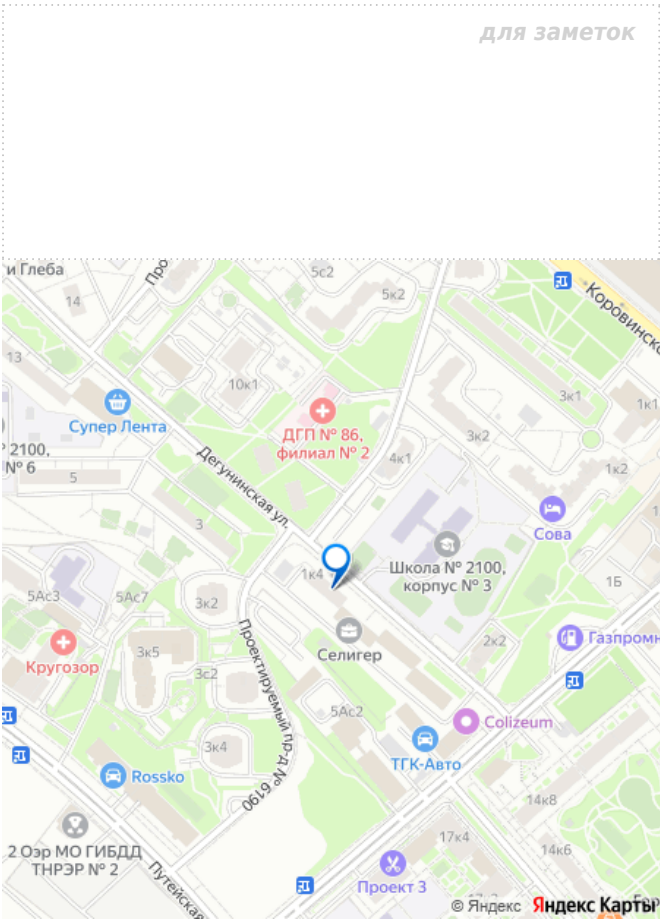 для заметок
и Глеба
Про
5с2
5к2
14
Коровинско
13
10к1
3к1
1к1
Супер Лента
ДГП № 86,
филиал № 2
3к2
2100,
№ 6
Дегунинская ул.
4к1
1к2
5
3
Сова
Школа № 2100,
корпус № 3
1к4
1Б
5Ас3
5Ас7
3к2
Кругозор
3к5
Селигер
2к2
Газпромн
3с2
Проектируемый пр-д № 6190
5Ас2
Colizeum
3к4
ТГК-Авто
Rossko
14к8
2 Оэр МО ГИБДД
ТНРЭР № 2
17к4
14к6
Путейская
Проект 3
© Яндекс Яндекс Карты